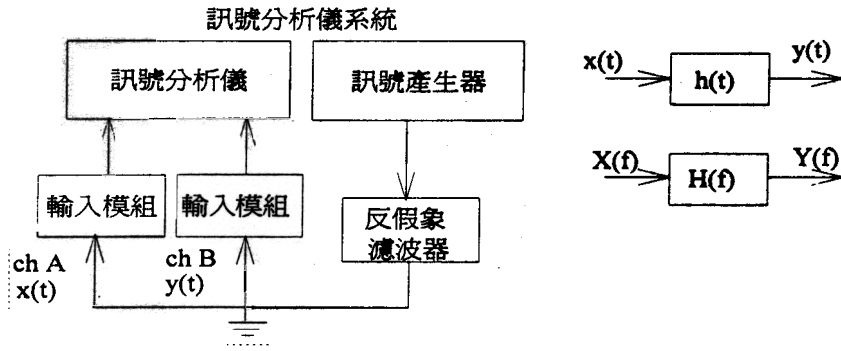 訊號分析儀系統
訊號分析儀
訊號產生器
輸入模組
輸入模組
反假象
濾波器
ch A
x(t)
ch B
y(t)
x(t)
h(t)
y(t)
X(f)
H(f)
Y(f)